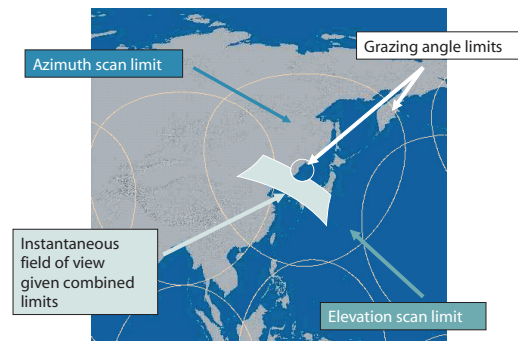 Grazing angle limits
Azimuth scan limit
Instantaneous
field of view
given combined
limits
Elevation scan limit